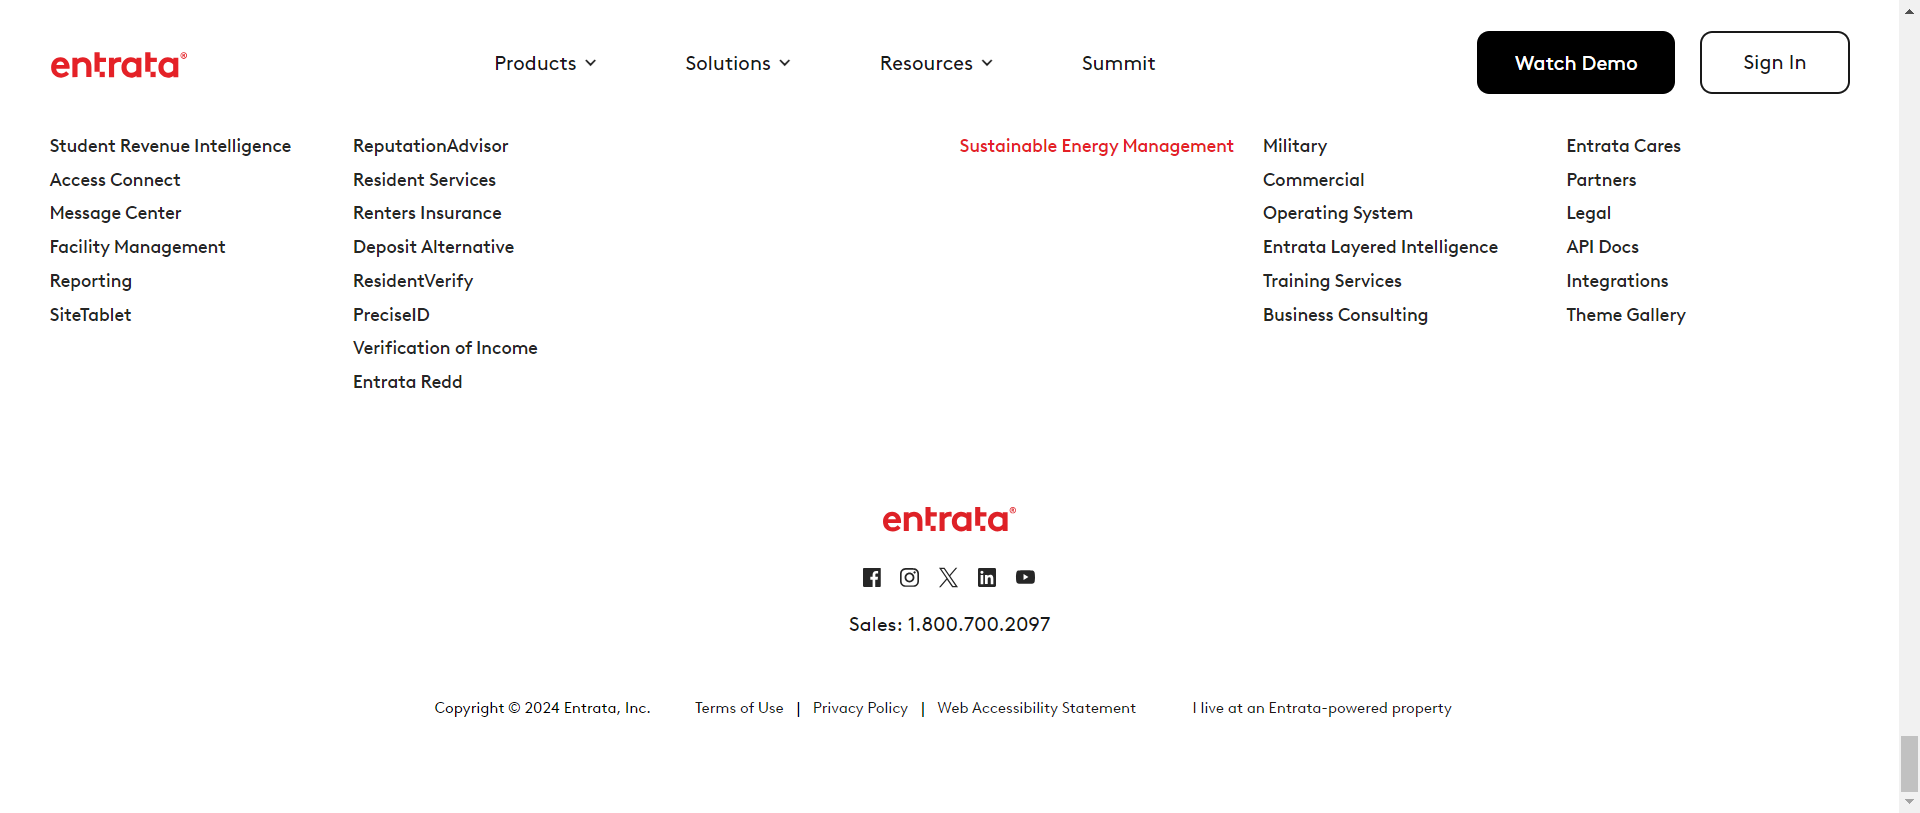 entrata®
Products
Solutions
Resources
Summit
Watch Demo
Sign In
Student Revenue Intelligence
Access Connect
Message Center
Facility Management
Reporting
SiteTablet
ReputationAdvisor
Resident Services
Renters Insurance
Deposit Alternative
ResidentVerify
PreciseID
Verification of Income
Entrata Redd
Sustainable Energy Management
Military
Commercial
Operating System
Entrata Layered Intelligence
Training Services
Business Consulting
Entrata Cares
Partners
Legal
API Docs
Integrations
Theme Gallery
entrata®
Sales: 1.800.700.2097
Copyright © 2024 Entrata, Inc. Terms of Use | Privacy Policy | Web Accessibility Statement I live at an Entrata-powered property